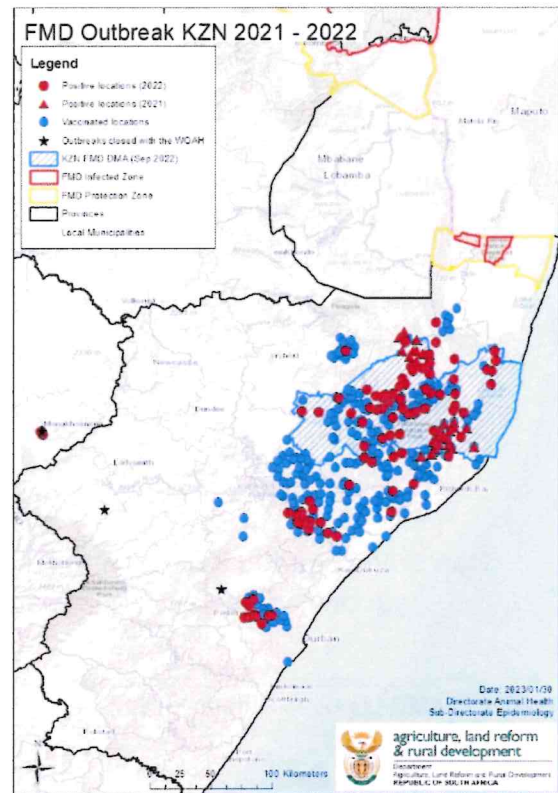 FMD Outbreak KZN 2021 - 2022
Legend
Positive locations (2022)
Positive locations (2021)
Vaccinated locations
Outbreaks closed with the WOAH
KZN FMD DMA (Sep 2022)
FMD Infected Zone
FMD Protection Zone
Provinces
Local Municipalities
Maputo
Mbabane
Lobamba
Newcastle
Dundee
Ladysmith
Durban
Date: 2023/01/30
Directorate Animal Health
Sub-Directorate Epidemiology
agriculture, land reform
& rural development
Department:
Agriculture, Land Reform and Rural Development
REPUBLIC OF SOUTH AFRICA
N
0 25 50 100 Kilometers